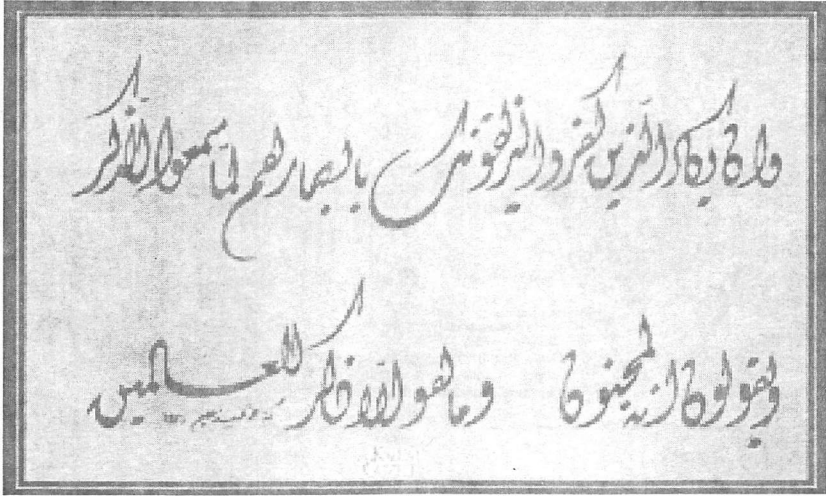 وان يكاد الذين كفروا ليزلقونك بابصارهم لما سمعوا الذكر
ويقولون انه لمجنون وما هو الا ذكر للعالمين